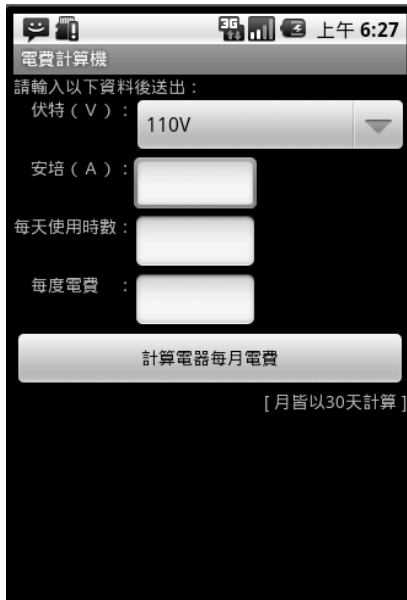 3G 上午 6:27
電費計算機
請輸入以下資料後送出：
伏特（V）： 110V
安培（A）：
每天使用時數：
每度電費 ：
計算電器每月電費
[ 月皆以30天計算 ]